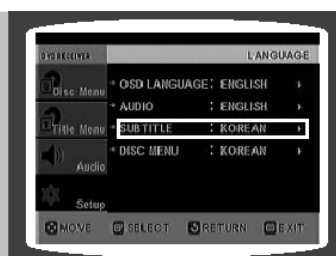 DVD RECEIVER
LANGUAGE
Disc Menu
OSD LANGUAGE : ENGLISH
AUDIO : ENGLISH
Title Menu
SUBTITLE : KOREAN
DISC MENU : KOREAN
Audio
Setup
MOVE SELECT RETURN EXIT